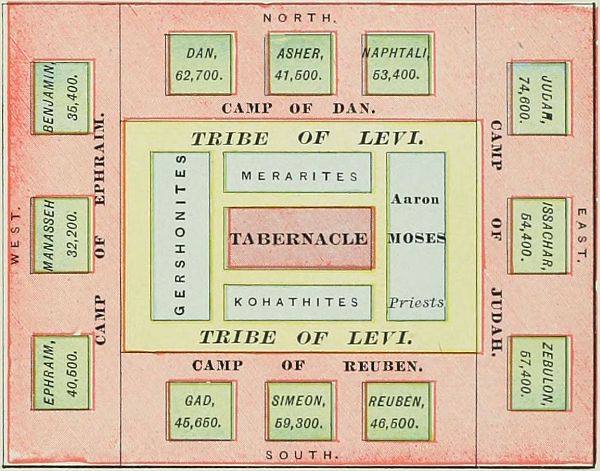 NORTH.
DAN,
62,700.
ASHER,
41,500.
NAPHTALI,
53,400.
CAMP OF DAN.
BENJAMIN,
35,400.
MANASSEH
32,200.
EPHRAIM,
40,500.
WEST.
CAMP OF EPHRAIM.
TRIBE OF LEVI.
GERSHONITES
MERARITES
TABERNACLE
KOHATHITES
Aaron
MOSES
Priests
TRIBE OF LEVI.
CAMP OF JUDAH.
JUDAH,
74,600.
ISSACHAR,
54,400.
ZEBULON,
57,400.
EAST.
CAMP OF REUBEN.
GAD,
45,650.
SIMEON,
59,300.
REUBEN,
46,500.
SOUTH.